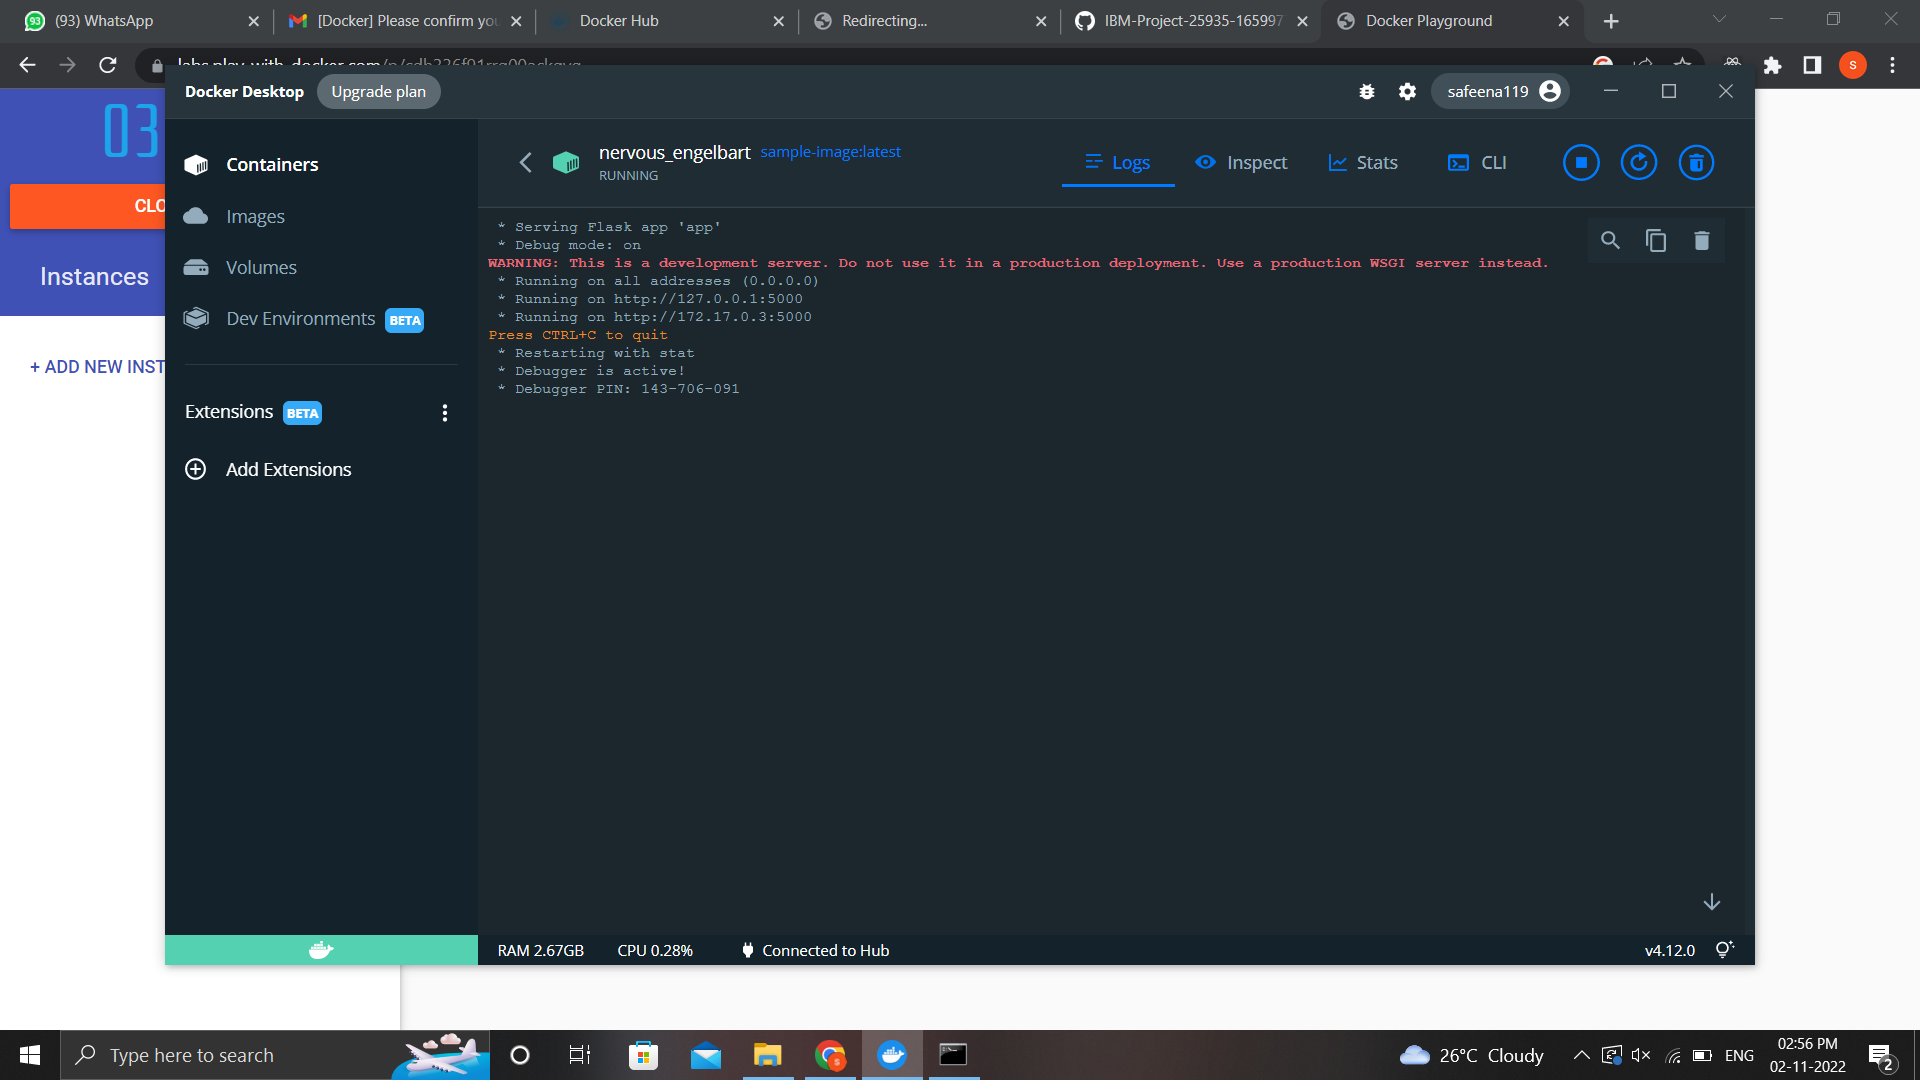 (93) WhatsApp
[Docker] Please confirm you
Docker Hub
Redirecting...
IBM-Project-25935-165997
Docker Playground
03
CLO
Instances
+ ADD NEW INST
Docker Desktop
Upgrade plan
safeena119
Containers
Images
Volumes
Dev Environments BETA
Extensions BETA
Add Extensions
nervous_engelbart sample-image:latest
RUNNING
Logs
Inspect
Stats
CLI
* Serving Flask app 'app'
* Debug mode: on
WARNING: This is a development server. Do not use it in a production deployment. Use a production WSGI server instead.
* Running on all addresses (0.0.0.0)
* Running on http://127.0.0.1:5000
* Running on http://172.17.0.3:5000
Press CTRL+C to quit
* Restarting with stat
* Debugger is active!
* Debugger PIN: 143-706-091
RAM 2.67GB
CPU 0.28%
Connected to Hub
v4.12.0
Type here to search
26°C Cloudy
ENG
02:56 PM
02-11-2022
2